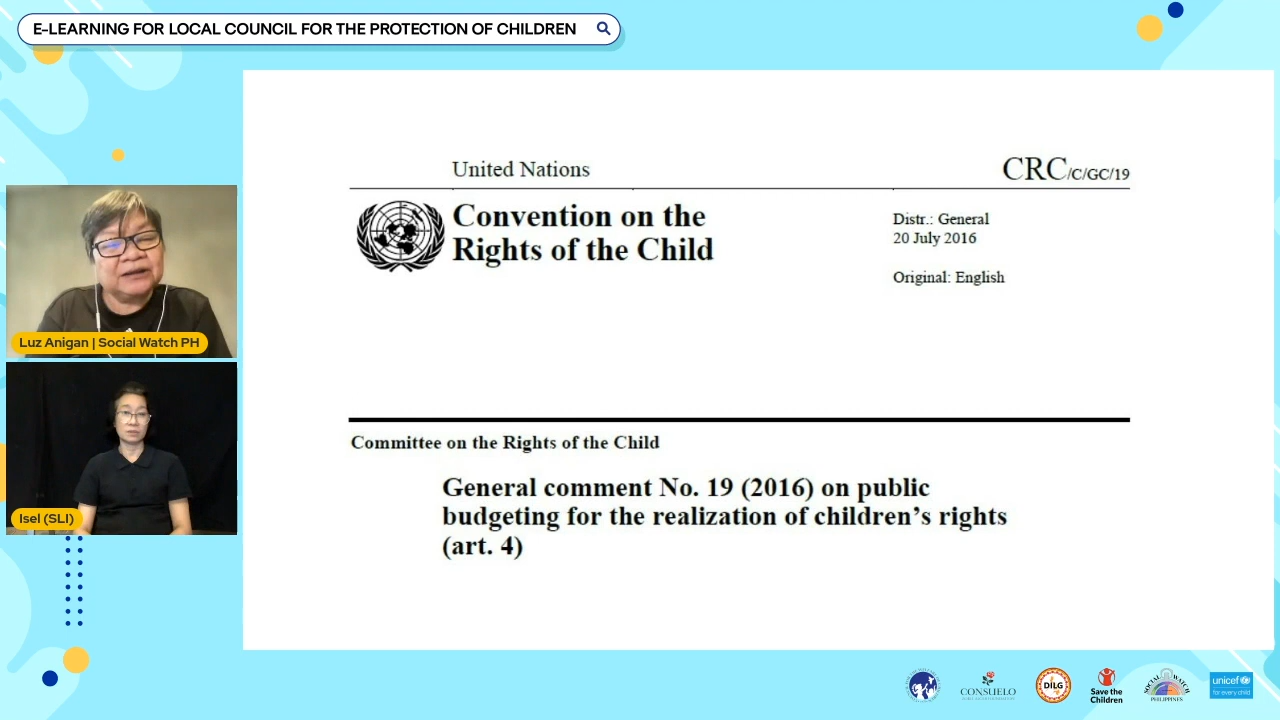 E-LEARNING FOR LOCAL COUNCIL FOR THE PROTECTION OF CHILDREN
Luz Anigan | Social Watch PH
Isel (SLI)
United Nations
CRC/C/GC/19
Convention on the
Rights of the Child
Distr.: General
20 July 2016
Original: English
Committee on the Rights of the Child
General comment No. 19 (2016) on public
budgeting for the realization of children's rights
(art. 4)
CONSUELO
DILG
Save the
Children
SOCIAL WATCH
PHILIPPINES
unicef
for every child